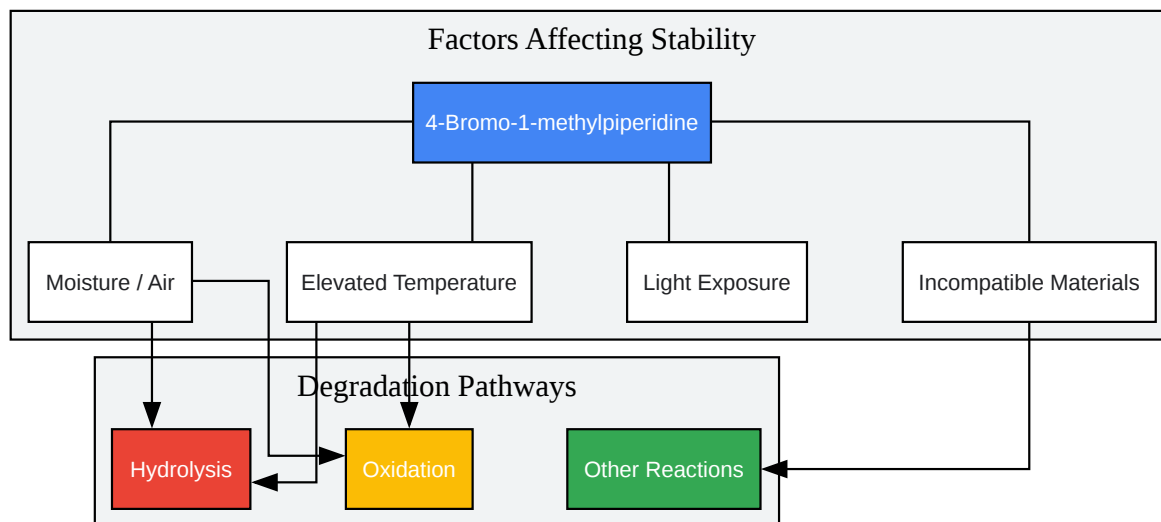 Factors Affecting Stability
4-Bromo-1-methylpiperidine
Moisture / Air
Elevated Temperature
Light Exposure
Incompatible Materials
Degradation Pathways
Hydrolysis
Oxidation
Other Reactions